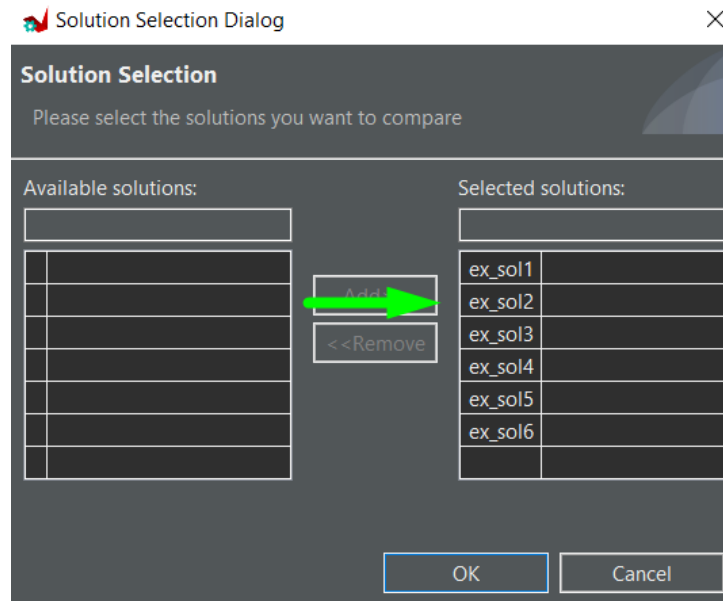 Solution Selection Dialog
Solution Selection
Please select the solutions you want to compare
Available solutions:
Selected solutions:
ex_sol1
ex_sol2
ex_sol3
ex_sol4
ex_sol5
ex_sol6
Add
<<Remove
OK
Cancel